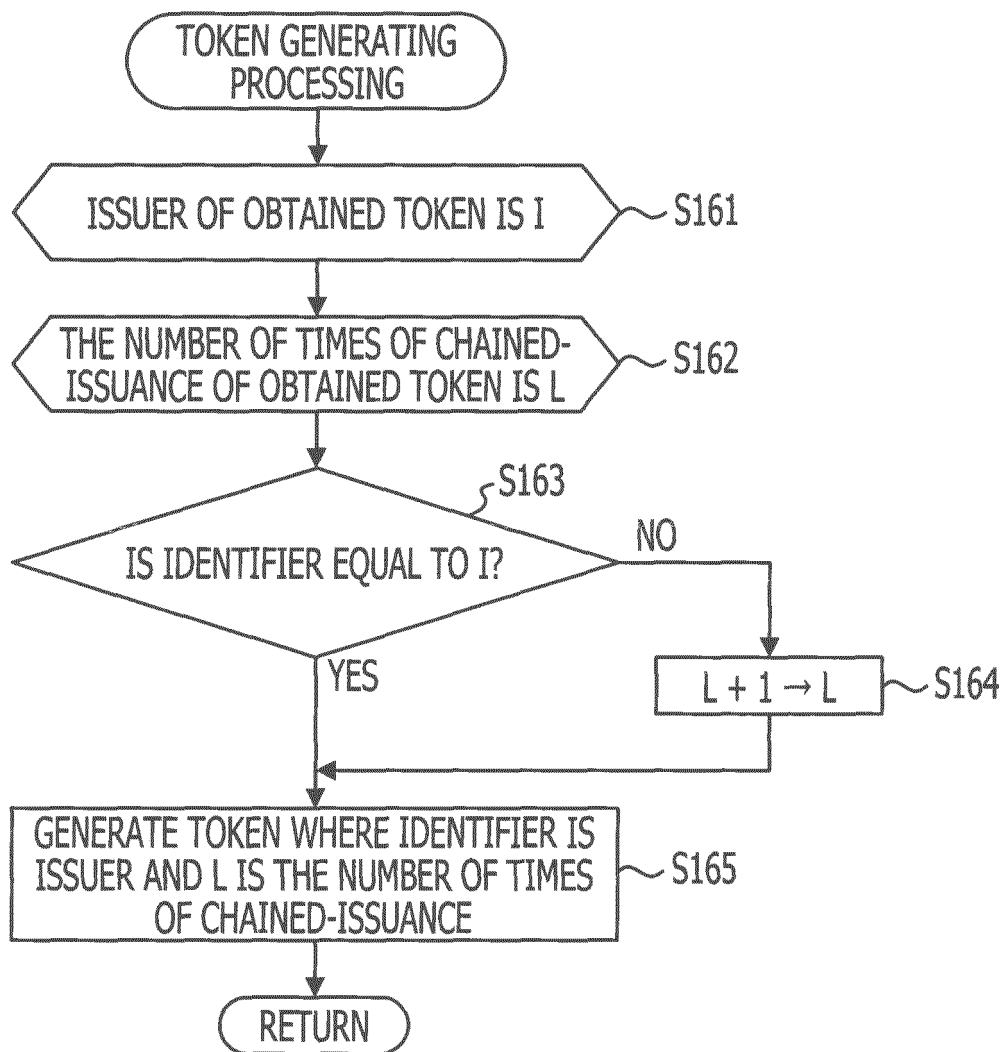 TOKEN GENERATING
PROCESSING
ISSUER OF OBTAINED TOKEN IS I
S161
THE NUMBER OF TIMES OF CHAINED-
ISSUANCE OF OBTAINED TOKEN IS L
S162
S163
IS IDENTIFIER EQUAL TO I?
NO
YES
L + 1 → L
S164
GENERATE TOKEN WHERE IDENTIFIER IS
ISSUER AND L IS THE NUMBER OF TIMES
OF CHAINED-ISSUANCE
S165
RETURN